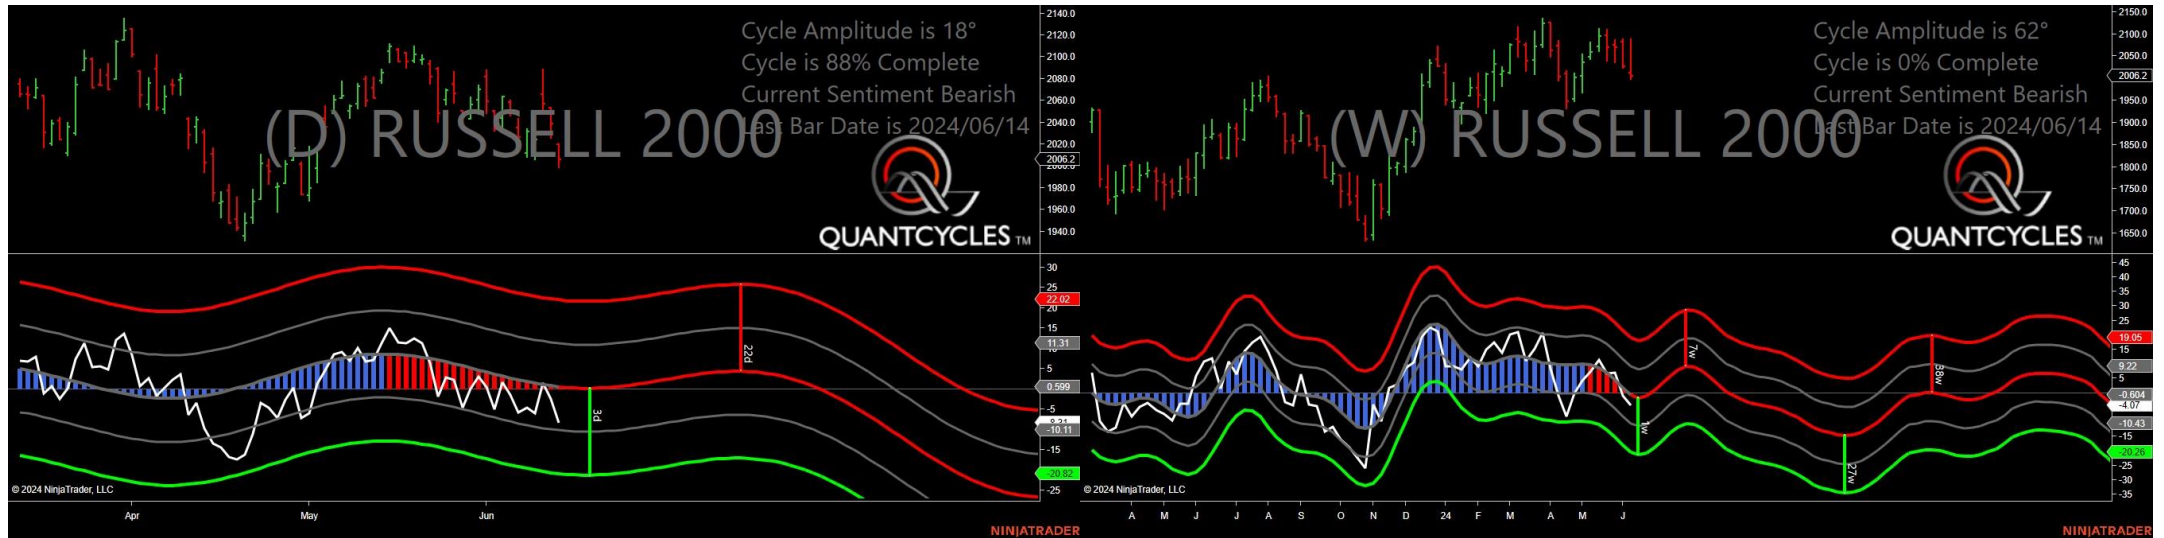 Cycle Amplitude is 18°
Cycle is 88% Complete
Current Sentiment Bearish
Last Bar Date is 2024/06/14
(D) RUSSELL 2000
QUANTCYCLES TM
2140.0
2120.0
2100.0
2080.0
2060.0
2040.0
2020.0
2006.2
2000.0
1980.0
1960.0
1940.0
30
25
22.02
20
15
11.31
10
5
0.599
-5
-10.11
-15
-20.82
-25
22d
3d
© 2024 NinjaTrader, LLC
Apr May Jun
NINJATRADER
Cycle Amplitude is 62°
Cycle is 0% Complete
Current Sentiment Bearish
Last Bar Date is 2024/06/14
(W) RUSSELL 2000
QUANTCYCLES TM
2150.0
2100.0
2050.0
2006.2
1950.0
1900.0
1850.0
1800.0
1750.0
1700.0
1650.0
45
40
35
30
25
19.05
15
9.22
5
-0.604
-4.07
-10.43
-15
-20.26
-25
-30
-35
7w
38w
1w
27w
© 2024 NinjaTrader, LLC
A M J J A S O N D 24 F M A M J
NINJATRADER